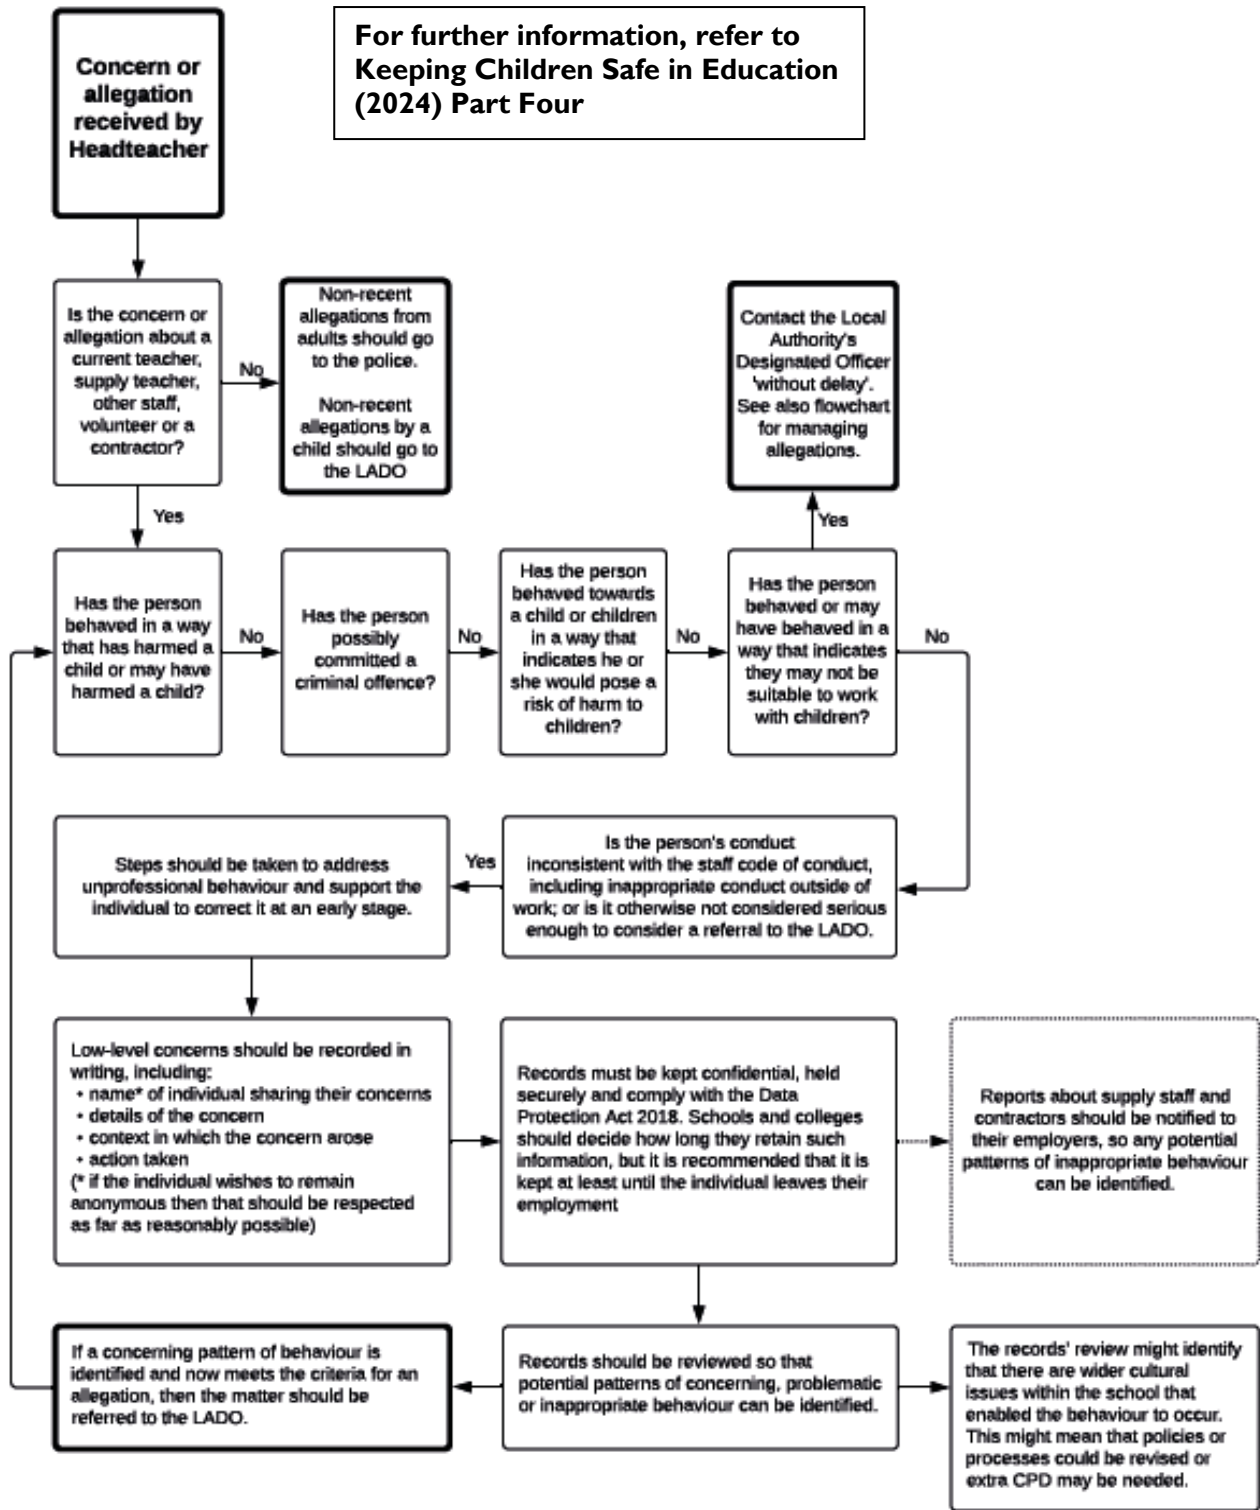 For further information, refer to
Keeping Children Safe in Education
(2024) Part Four
Concern or
allegation
received by
Headteacher
Is the concern or
allegation about a
current teacher,
supply teacher,
other staff,
volunteer or a
contractor?
No
Non-recent
allegations from
adults should go
to the police.
Non-recent
allegations by a
child should go to
the LADO
Contact the Local
Authority's
Designated Officer
'without delay'.
See also flowchart
for managing
allegations.
Yes
Yes
Has the person
behaved in a way
that has harmed a
child or may have
harmed a child?
No
Has the person
possibly
committed a
criminal offence?
No
Has the person
behaved towards
a child or children
in a way that
indicates he or
she would pose a
risk of harm to
children?
No
Has the person
behaved or may
have behaved in a
way that indicates
they may not be
suitable to work
with children?
No
Is the person's conduct
inconsistent with the staff code of conduct,
including inappropriate conduct outside of
work; or is it otherwise not considered serious
enough to consider a referral to the LADO.
Yes
Steps should be taken to address
unprofessional behaviour and support the
individual to correct it at an early stage.
Low-level concerns should be recorded in
writing, including:
• name* of individual sharing their concerns
• details of the concern
• context in which the concern arose
• action taken
(* if the individual wishes to remain
anonymous then that should be respected
as far as reasonably possible)
Records must be kept confidential, held
securely and comply with the Data
Protection Act 2018. Schools and colleges
should decide how long they retain such
information, but it is recommended that it is
kept at least until the individual leaves their
employment
Reports about supply staff and
contractors should be notified to
their employers, so any potential
patterns of inappropriate behaviour
can be identified.
If a concerning pattern of behaviour is
identified and now meets the criteria for an
allegation, then the matter should be
referred to the LADO.
Records should be reviewed so that
potential patterns of concerning, problematic
or inappropriate behaviour can be identified.
The records' review might identify
that there are wider cultural
issues within the school that
enabled the behaviour to occur.
This might mean that policies or
processes could be revised or
extra CPD may be needed.